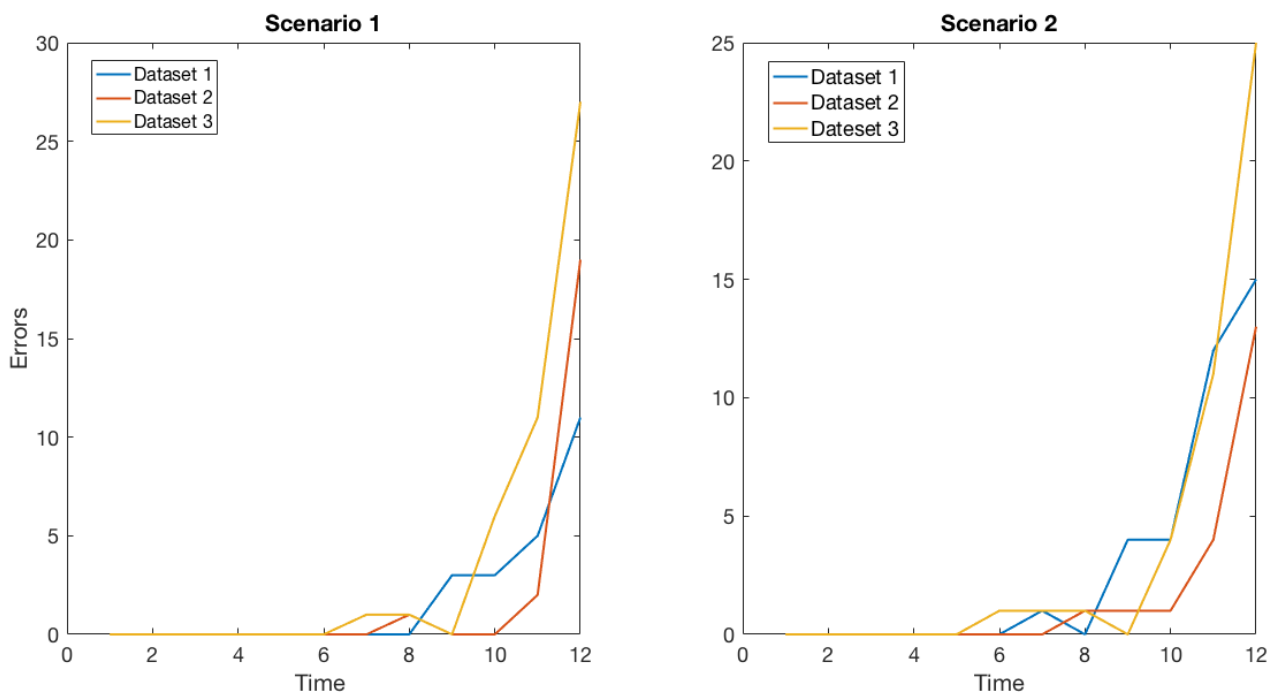 Scenario 1
30
25
20
15
10
5
0
Errors
Dataset 1
Dataset 2
Dataset 3
0 2 4 6 8 10 12
Time
Scenario 2
25
20
15
10
5
0
Dataset 1
Dataset 2
Dateset 3
0 2 4 6 8 10 12
Time